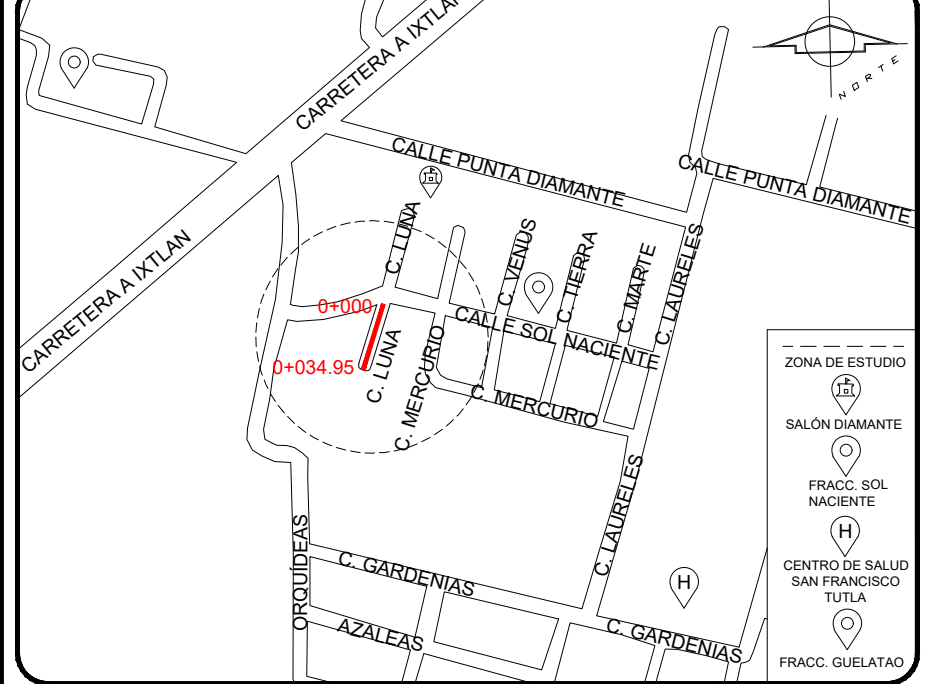 CARRETERA A IXTLAN
NORTE
CALLE PUNTA DIAMANTE
CALLE PUNTA DIAMANTE
CARRETERA A IXTLAN
C. LUNA
C. VENUS
C. TIERRA
C. MARTE
C. LAURELES
0+000
CALLE SOL NACIENTE
0+034.95
C. LUNA
C. MERCURIO
C. MERCURIO
C. LAURELES
ORQUÍDEAS
C. GARDENIAS
AZALEAS
H
C. GARDENIAS
ZONA DE ESTUDIO
SALÓN DIAMANTE
FRACC. SOL
NACIENTE
H
CENTRO DE SALUD
SAN FRANCISCO
TUTLA
FRACC. GUELATAO